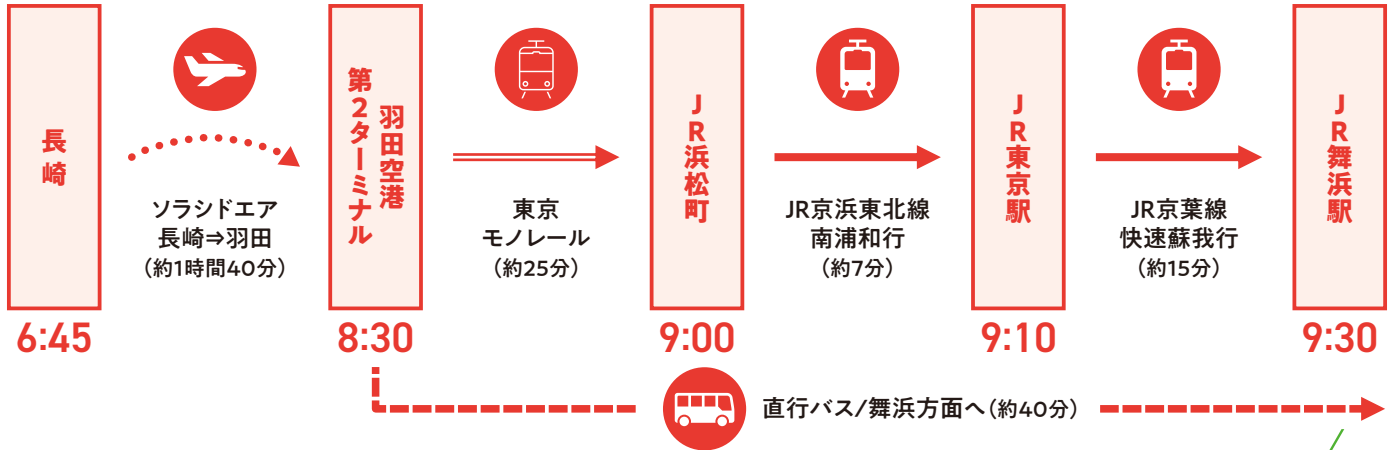 長崎
ソラシドエア
長崎⇒羽田
（約1時間40分）
羽田空港
第2ターミナル
東京
モノレール
（約25分）
JR浜松町
JR京浜東北線
南浦和行
（約7分）
JR東京駅
JR京葉線
快速蘇我行
（約15分）
JR舞浜駅
6:45
8:30
9:00
9:10
9:30
直行バス/舞浜方面へ（約40分）